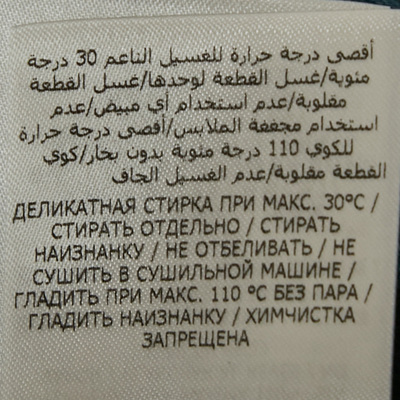 أقصى درجة حرارة للغسيل الناعم 30 درجة
مئوية/غسل القطعة لوحدها/غسل القطعة
مقلوبة/عدم استخدام أي مبيض/عدم
استخدام مجففة الملابس/أقصى درجة حرارة
للكوي 110 درجة مئوية بدون بخار/كوي
القطعة مقلوبة/عدم الغسيل الجاف
ДЕЛИКАТНАЯ СТИРКА ПРИ МАКС. 30ºC /
СТИРАТЬ ОТДЕЛЬНО / СТИРАТЬ
НАИЗНАНКУ / НЕ ОТБЕЛИВАТЬ / НЕ
СУШИТЬ В СУШИЛЬНОЙ МАШИНЕ /
ГЛАДИТЬ ПРИ МАКС. 110 ºC БЕЗ ПАРА /
ГЛАДИТЬ НАИЗНАНКУ / ХИМЧИСТКА
ЗАПРЕЩЕНА